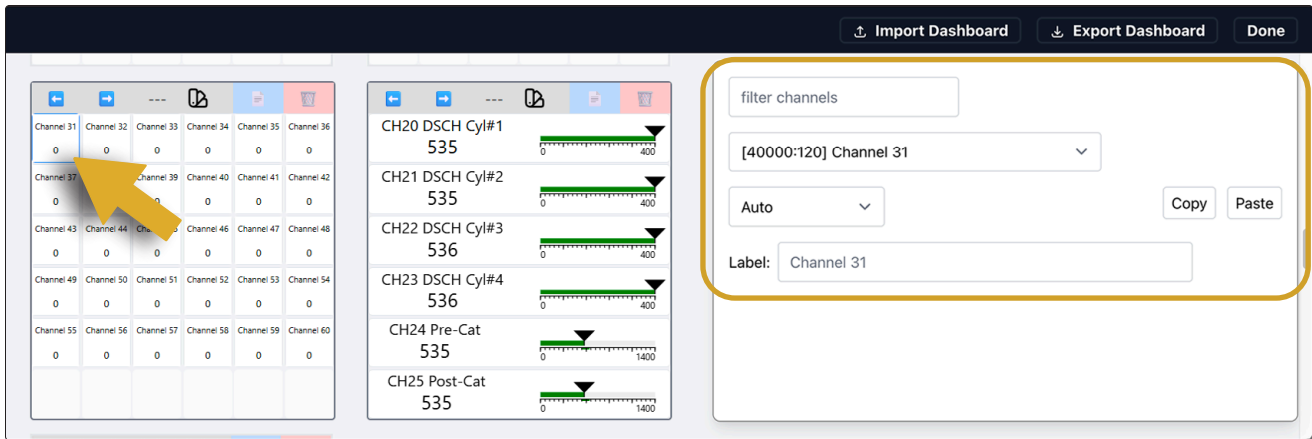 Import Dashboard Export Dashboard Done
---
Channel 31 Channel 32 Channel 33 Channel 34 Channel 35 Channel 36
0 0 0 0 0 0
Channel 37 Channel 39 Channel 40 Channel 41 Channel 42
0 0 0 0 0
Channel 43 Channel 44 Channel 46 Channel 47 Channel 48
0 0 0 0 0 0
Channel 49 Channel 50 Channel 51 Channel 52 Channel 53 Channel 54
0 0 0 0 0 0
Channel 55 Channel 56 Channel 57 Channel 58 Channel 59 Channel 60
0 0 0 0 0 0
---
CH20 DSCH Cyl#1
535
0 400
CH21 DSCH Cyl#2
535
0 400
CH22 DSCH Cyl#3
536
0 400
CH23 DSCH Cyl#4
536
0 400
CH24 Pre-Cat
535
0 1400
CH25 Post-Cat
535
0 1400
filter channels
[40000:120] Channel 31
Auto Copy Paste
Label: Channel 31